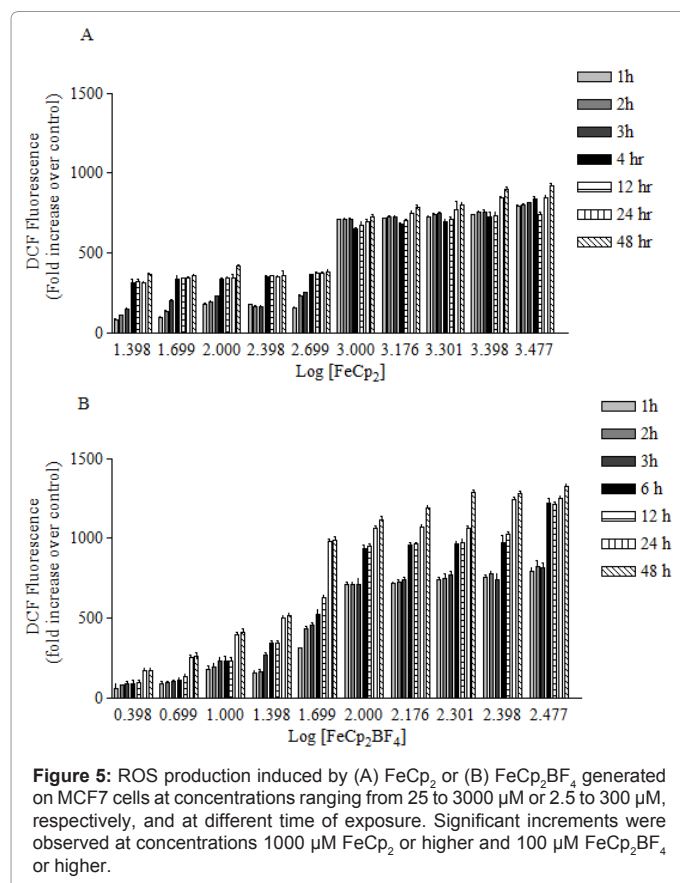 A
DCF Fluorescence
(Fold increase over control)
1500
1000
500
0
1.398 1.699 2.000 2.398 2.699 3.000 3.176 3.301 3.398 3.477
Log [FeCp₂]
1h
2h
3h
4 hr
12 hr
24 hr
48 hr
B
DCF Fluorescence
(fold increase over control)
1500
1000
500
0
0.398 0.699 1.000 1.398 1.699 2.000 2.176 2.301 2.398 2.477
Log [FeCp₂BF₄]
1h
2h
3h
6 h
12 h
24 h
48 h
Figure 5: ROS production induced by (A) FeCp₂ or (B) FeCp₂BF₄ generated
on MCF7 cells at concentrations ranging from 25 to 3000 µM or 2.5 to 300 µM,
respectively, and at different time of exposure. Significant increments were
observed at concentrations 1000 µM FeCp₂ or higher and 100 µM FeCp₂BF₄
or higher.